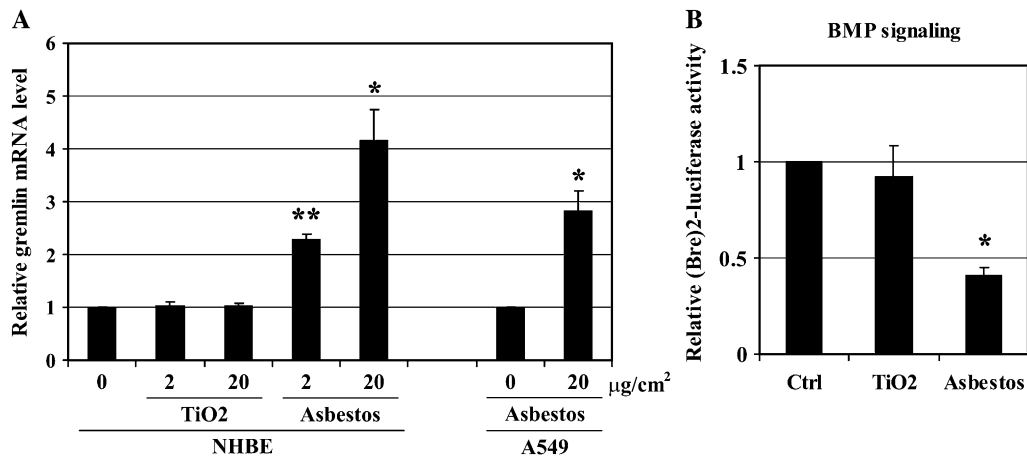 A
Relative gremlin mRNA level
6
5
4
3
2
1
0
**
*
*
0 2 20 2 20 0 20 μg/cm²
TiO2 Asbestos Asbestos
NHBE A549
B
BMP signaling
Relative (Bre)2-luciferase activity
1.5
1
0.5
0
*
Ctrl TiO2 Asbestos